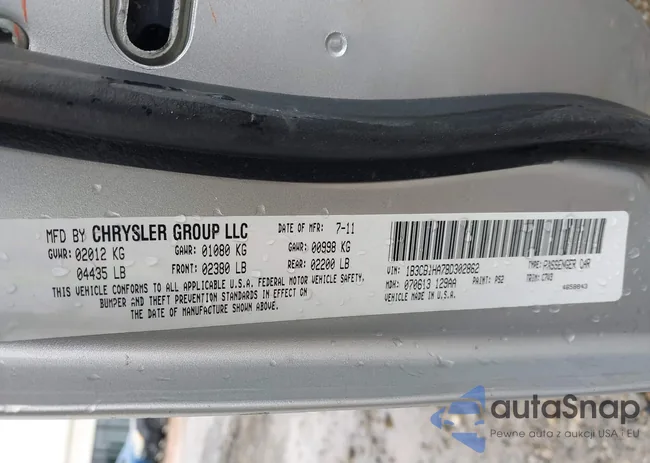 MFD BY CHRYSLER GROUP LLC DATE OF MFR: 7-11
GVWR: 02012 KG GAWR: 01080 KG GAWR: 00998 KG
04435 LB FRONT: 02380 LB REAR: 02200 LB
THIS VEHICLE CONFORMS TO ALL APPLICABLE U.S.A. FEDERAL MOTOR VEHICLE SAFETY,
BUMPER AND THEFT PREVENTION STANDARDS IN EFFECT ON
THE DATE OF MANUFACTURE SHOWN ABOVE.
VIN: 1B3CB1HA7BD302862 TYPE: PASSENGER CAR
MDH: 070613 129AA PAINT: PS2 TRIM: C7K9
MADE IN U.S.A.
autaSnap
Pewne auta z aukcji USA i EU